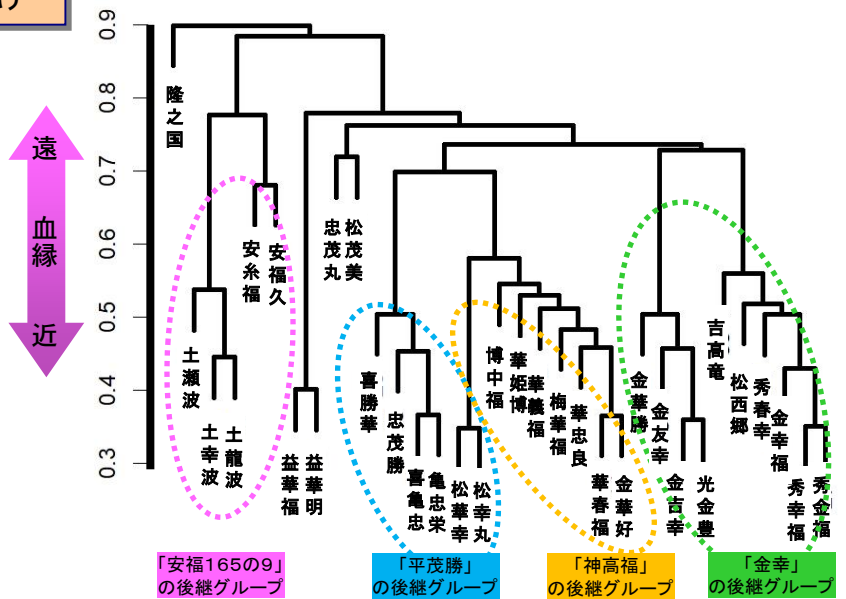 け
0.9
0.8
0.7
0.6
0.5
0.4
0.3
遠
血縁
近
隆之国
土瀬波
土幸波
土龍波
安糸福
安福久
益華福
益華明
忠茂丸
松茂美
喜勝華
忠茂勝
喜亀忠
亀忠栄
松華幸
松幸丸
博中福
華姫博
華義福
梅華福
華忠良
華春福
金華好
金華勝
金友幸
金吉幸
光金豊
吉高竜
松西郷
秀春幸
金幸福
秀幸福
秀金福
「安福165の9」
の後継グループ
「平茂勝」
の後継グループ
「神高福」
の後継グループ
「金幸」
の後継グループ